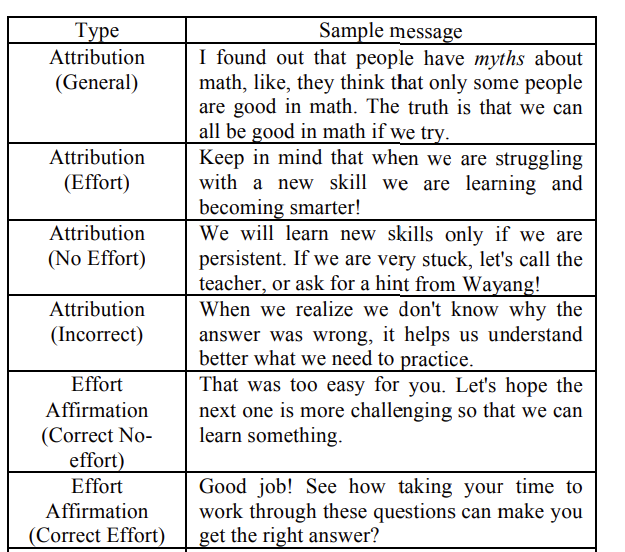 Type
Sample message
Attribution
(General)
I found out that people have myths about
math, like, they think that only some people
are good in math. The truth is that we can
all be good in math if we try.
Attribution
(Effort)
Keep in mind that when we are struggling
with a new skill we are learning and
becoming smarter!
Attribution
(No Effort)
We will learn new skills only if we are
persistent. If we are very stuck, let's call the
teacher, or ask for a hint from Wayang!
Attribution
(Incorrect)
When we realize we don't know why the
answer was wrong, it helps us understand
better what we need to practice.
Effort
Affirmation
(Correct No-
effort)
That was too easy for you. Let's hope the
next one is more challenging so that we can
learn something.
Effort
Affirmation
(Correct Effort)
Good job! See how taking your time to
work through these questions can make you
get the right answer?